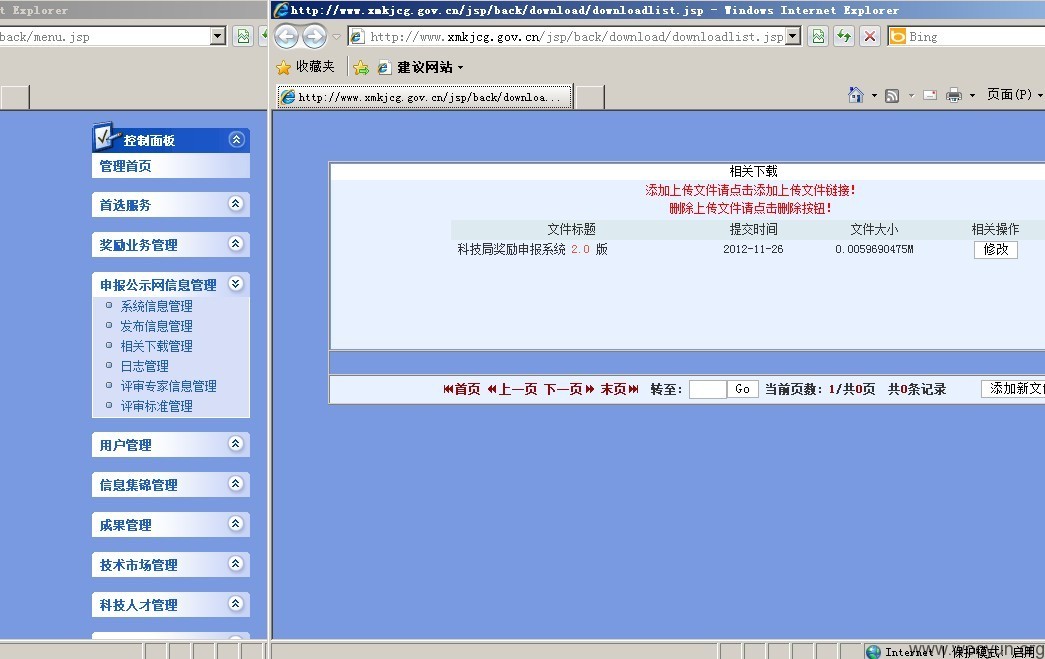 t Explorer
http://www.xmkjcg.gov.cn/jsp/back/download/downloadlist.jsp - Windows Internet Explorer
back/menu.jsp
http://www.xmkjcg.gov.cn/jsp/back/download/downloadlist.jsp
Bing
收藏夹
建议网站
http://www.xmkjcg.gov.cn/jsp/back/downloa...
页面(P)
控制面板
管理首页
首选服务
奖励业务管理
申报公示网信息管理
系统信息管理
发布信息管理
相关下载管理
日志管理
评审专家信息管理
评审标准管理
用户管理
信息集锦管理
成果管理
技术市场管理
科技人才管理
相关下载
添加上传文件请点击添加上传文件链接!
删除上传文件请点击删除按钮!
文件标题 提交时间 文件大小 相关操作
科技局奖励申报系统 2.0 版 2012-11-26 0.0059690475M 修改
首页 上一页 下一页 末页 转至: Go 当前页数: 1/共0页 共0条记录 添加新文
Internet | 保护模式: 启用